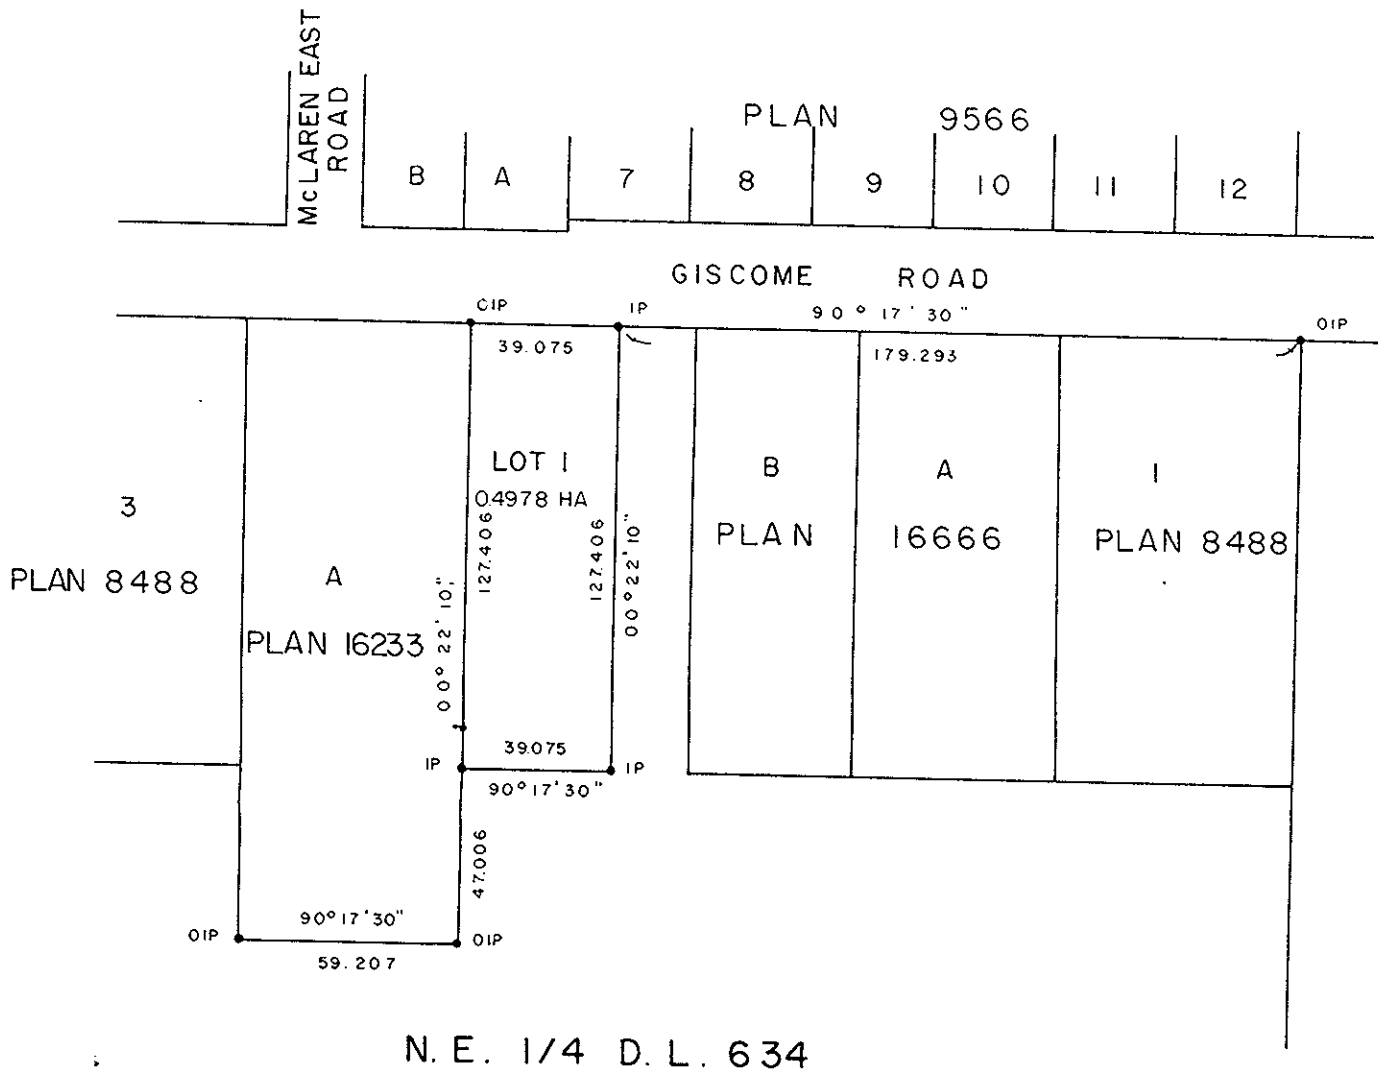 McLAREN EAST
ROAD
PLAN 9566
B A 7 8 9 10 11 12
GISCOME ROAD
OIP IP 90° 17' 30" OIP
39.075 179.293
LOT 1
0.4978 HA
127.406
127.406
00° 22' 10"
00° 22' 10"
3
PLAN 8488
A
PLAN 16233
B A 1
PLAN 16666 PLAN 8488
39.075
IP IP
90° 17' 30"
47.006
90° 17' 30"
OIP OIP
59.207
N. E. 1/4 D. L. 634